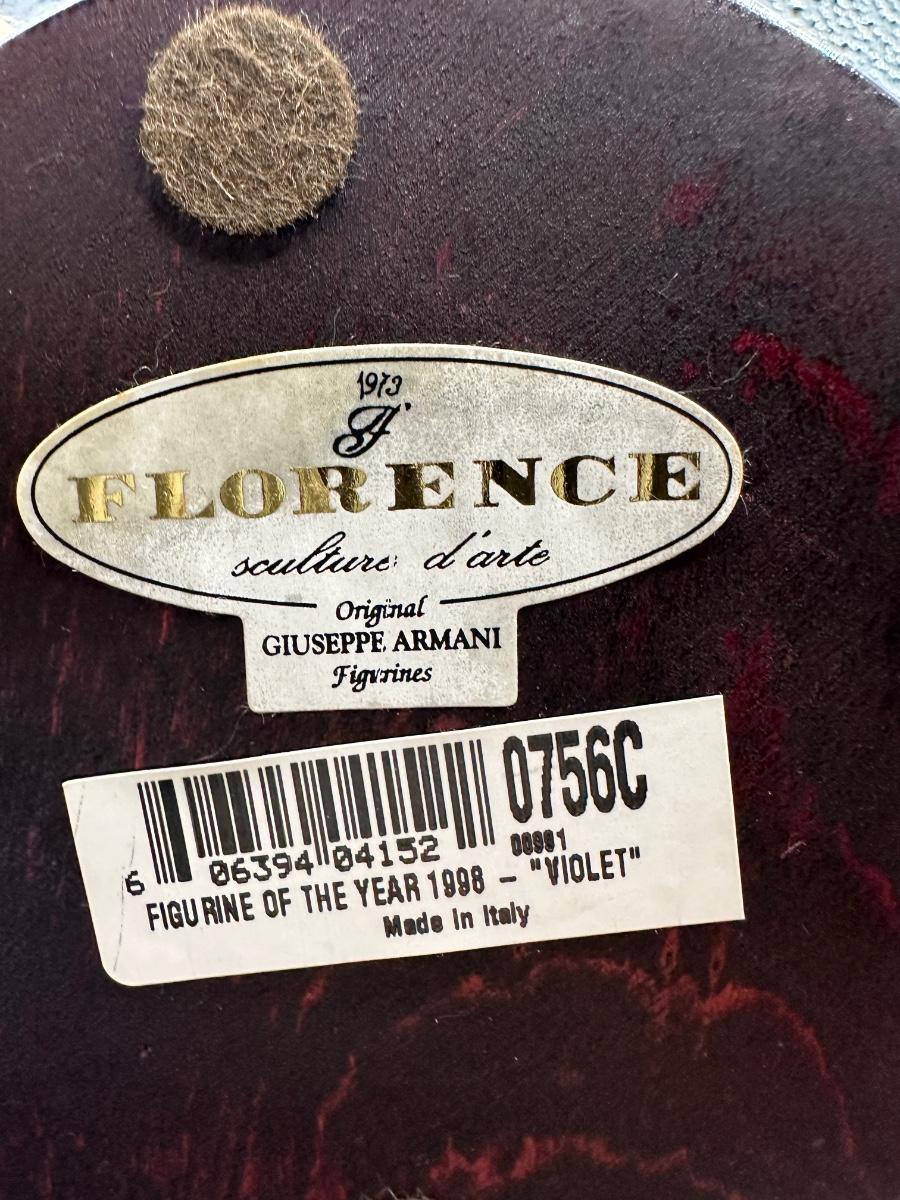 1973
A
FLORENCE
sculture d'arte
Original
GIUSEPPE ARMANI
Figurines
0756C
6 06394 04152
00991
FIGURINE OF THE YEAR 1998 – "VIOLET"
Made in Italy